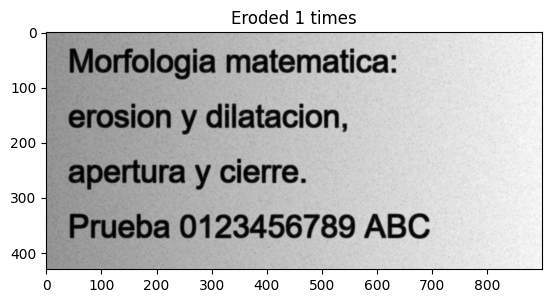 Eroded 1 times
0
100
200
300
400
Morfologia matematica:
erosion y dilatacion,
apertura y cierre.
Prueba 0123456789 ABC
0 100 200 300 400 500 600 700 800